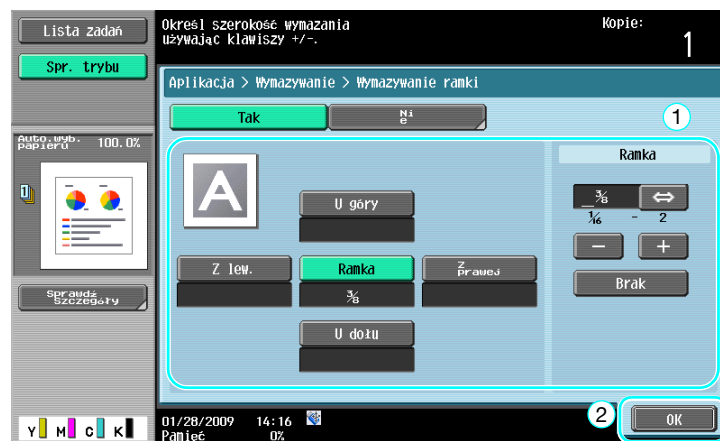 Lista zadań
Określ szerokość wymazania
używając klawiszy +/-.
Kopie:
1
Spr. trybu
Aplikacja > Wymazywanie > Wymazywanie ramki
Tak
Ni
e
1
Auto.wyb.
papieru
100.0%
Ramka
A
U góry
3/8
1/16 - 2
Z lew.
Ramka
Z
prawej
3/8
- +
Brak
Sprawdź
szczegóły
U dołu
2
OK
Y M C K
01/28/2009 14:16
Pamięć 0%